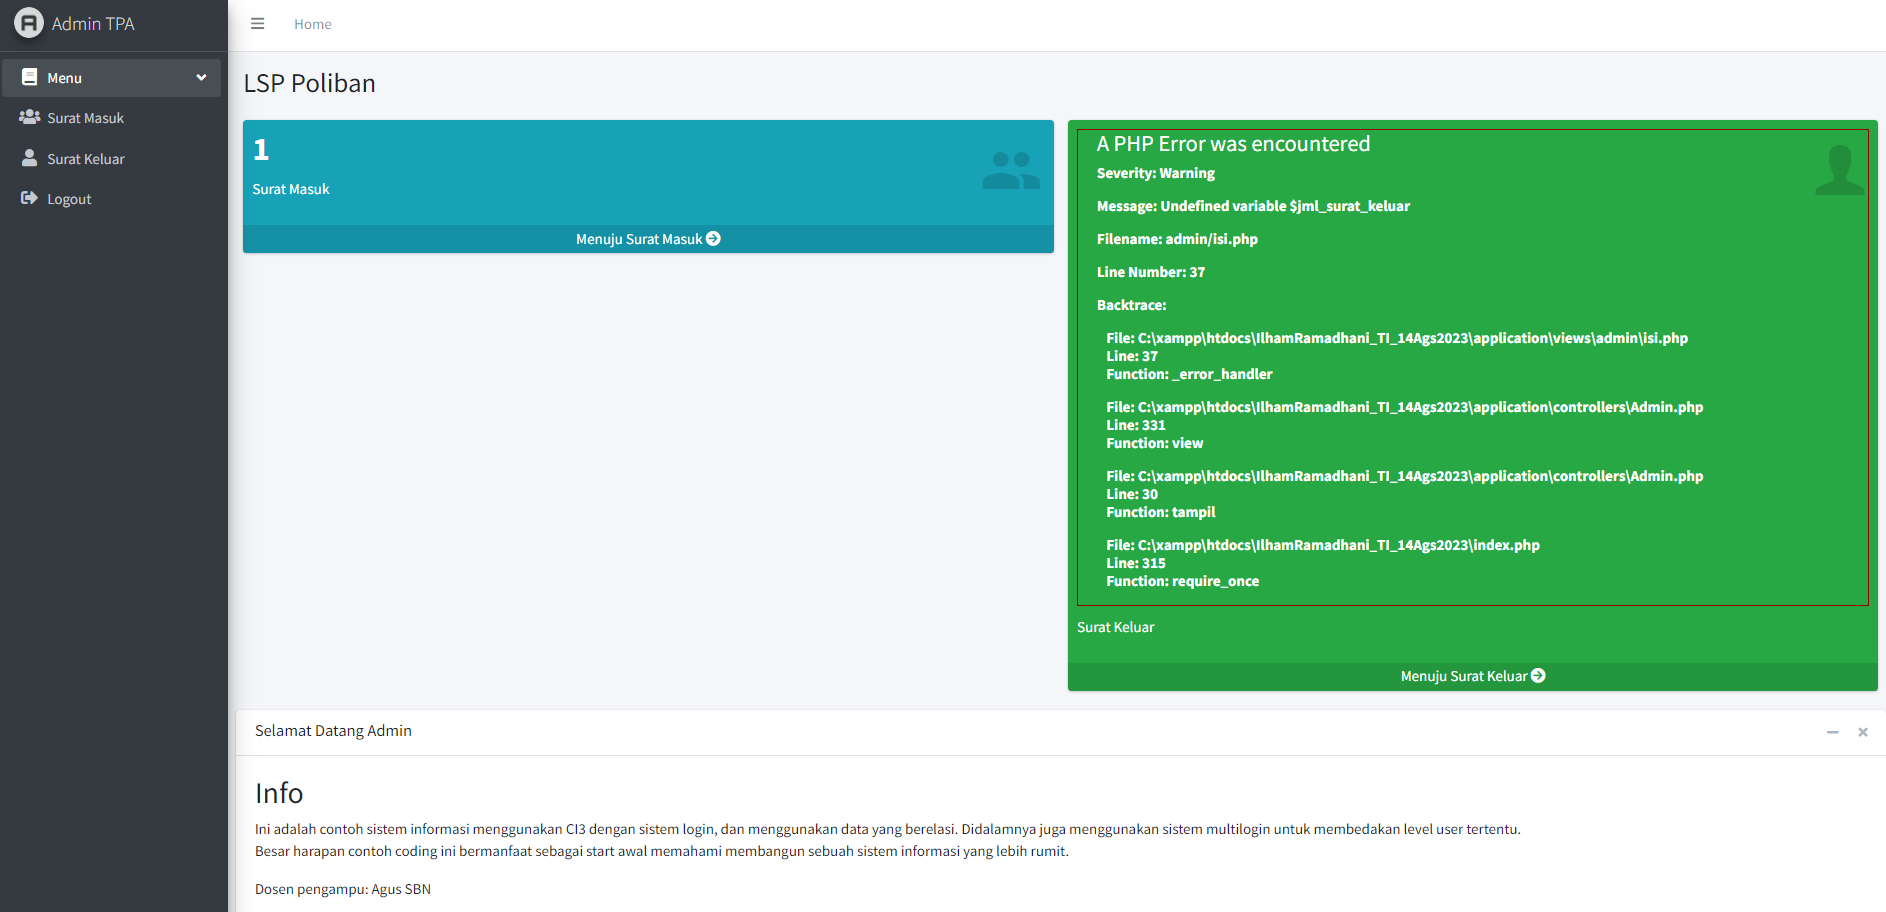 Admin TPA
Menu
Surat Masuk
Surat Keluar
Logout
Home
LSP Poliban
1
Surat Masuk
Menuju Surat Masuk
A PHP Error was encountered
Severity: Warning
Message: Undefined variable $jml_surat_keluar
Filename: admin/isi.php
Line Number: 37
Backtrace:
File: C:\xampp\htdocs\IlhamRamadhani_TI_14Ags2023\application\views\admin\isi.php
Line: 37
Function: _error_handler
File: C:\xampp\htdocs\IlhamRamadhani_TI_14Ags2023\application\controllers\Admin.php
Line: 331
Function: view
File: C:\xampp\htdocs\IlhamRamadhani_TI_14Ags2023\application\controllers\Admin.php
Line: 30
Function: tampil
File: C:\xampp\htdocs\IlhamRamadhani_TI_14Ags2023\index.php
Line: 315
Function: require_once
Surat Keluar
Menuju Surat Keluar
Selamat Datang Admin
Info
Ini adalah contoh sistem informasi menggunakan CI3 dengan sistem login, dan menggunakan data yang berelasi. Didalamnya juga menggunakan sistem multilogin untuk membedakan level user tertentu.
Besar harapan contoh coding ini bermanfaat sebagai start awal memahami membangun sebuah sistem informasi yang lebih rumit.
Dosen pengampu: Agus SBN